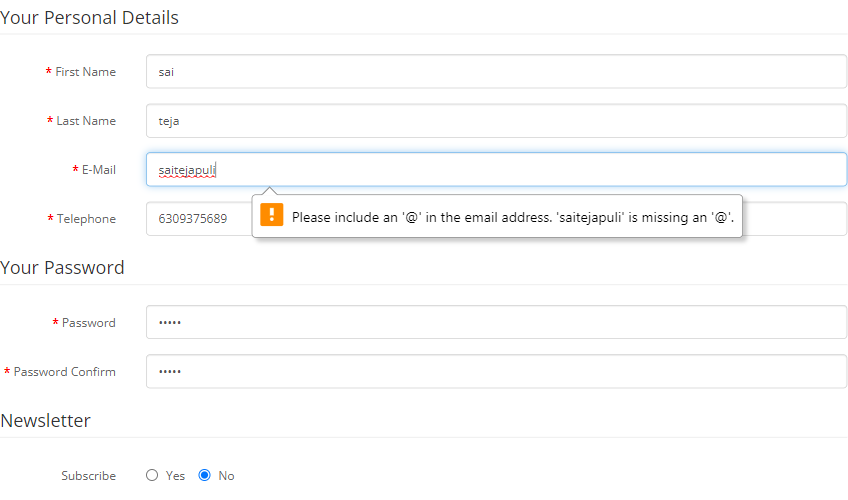 Your Personal Details
* First Name sai
* Last Name teja
* E-Mail saitejapuli
! Please include an '@' in the email address. 'saitejapuli' is missing an '@'.
* Telephone 6309375689
Your Password
* Password •••••
* Password Confirm •••••
Newsletter
Subscribe Yes No